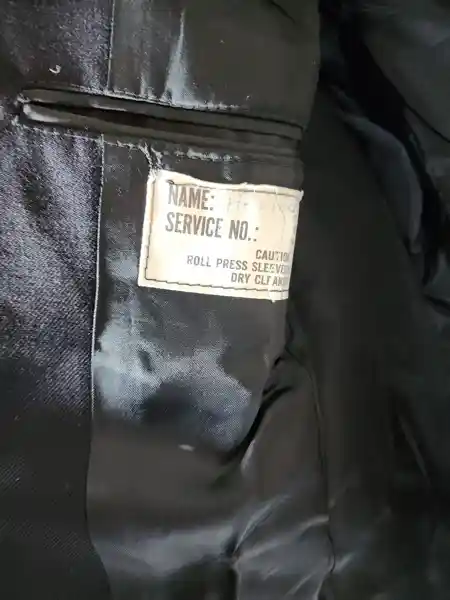 NAME:
SERVICE NO.:
CAUTION
ROLL PRESS SLEEVES
DRY CLEAN